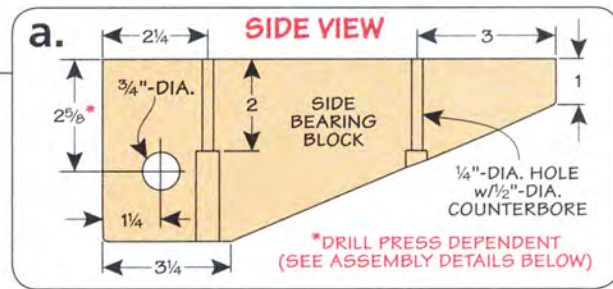 a.
SIDE VIEW
2¼
3
¾"-DIA.
2⅝*
2
1
SIDE
BEARING
BLOCK
¼"-DIA. HOLE
w/½"-DIA.
COUNTERBORE
1¼
3¼
*DRILL PRESS DEPENDENT
(SEE ASSEMBLY DETAILS BELOW)